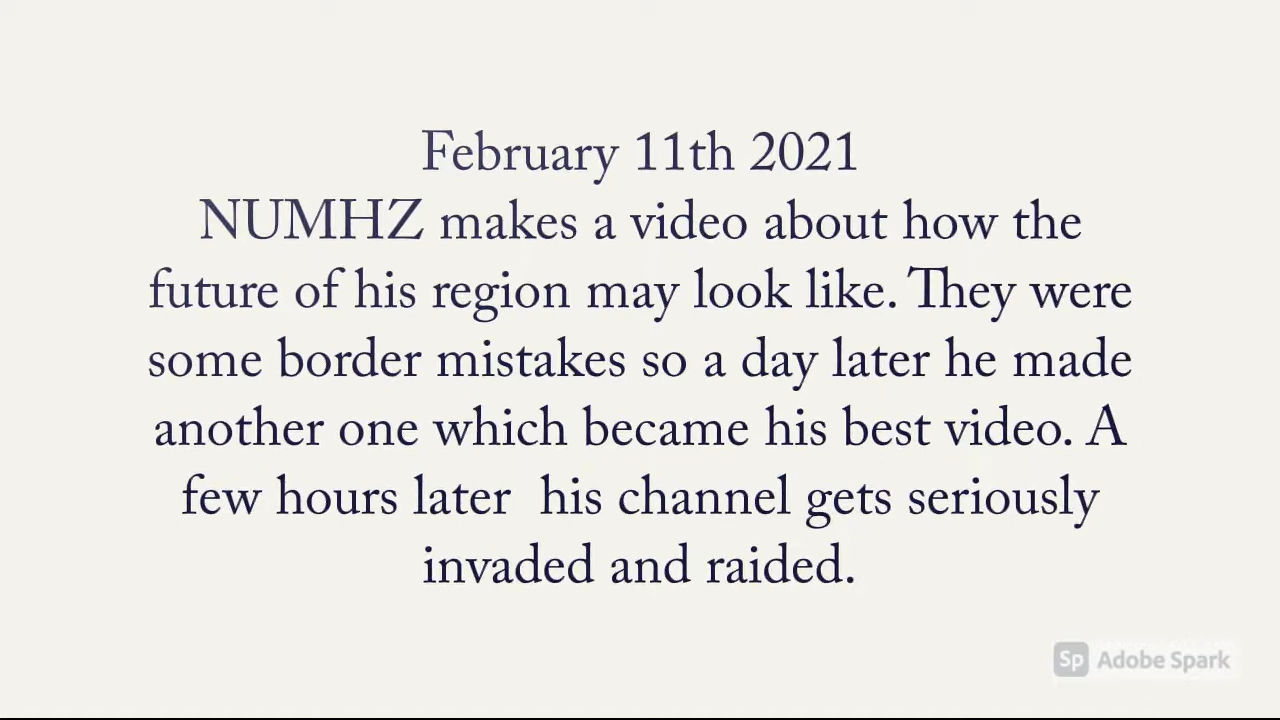 February 11th 2021
NUMHZ makes a video about how the
future of his region may look like. They were
some border mistakes so a day later he made
another one which became his best video. A
few hours later  his channel gets seriously
invaded and raided.
Sp Adobe Spark